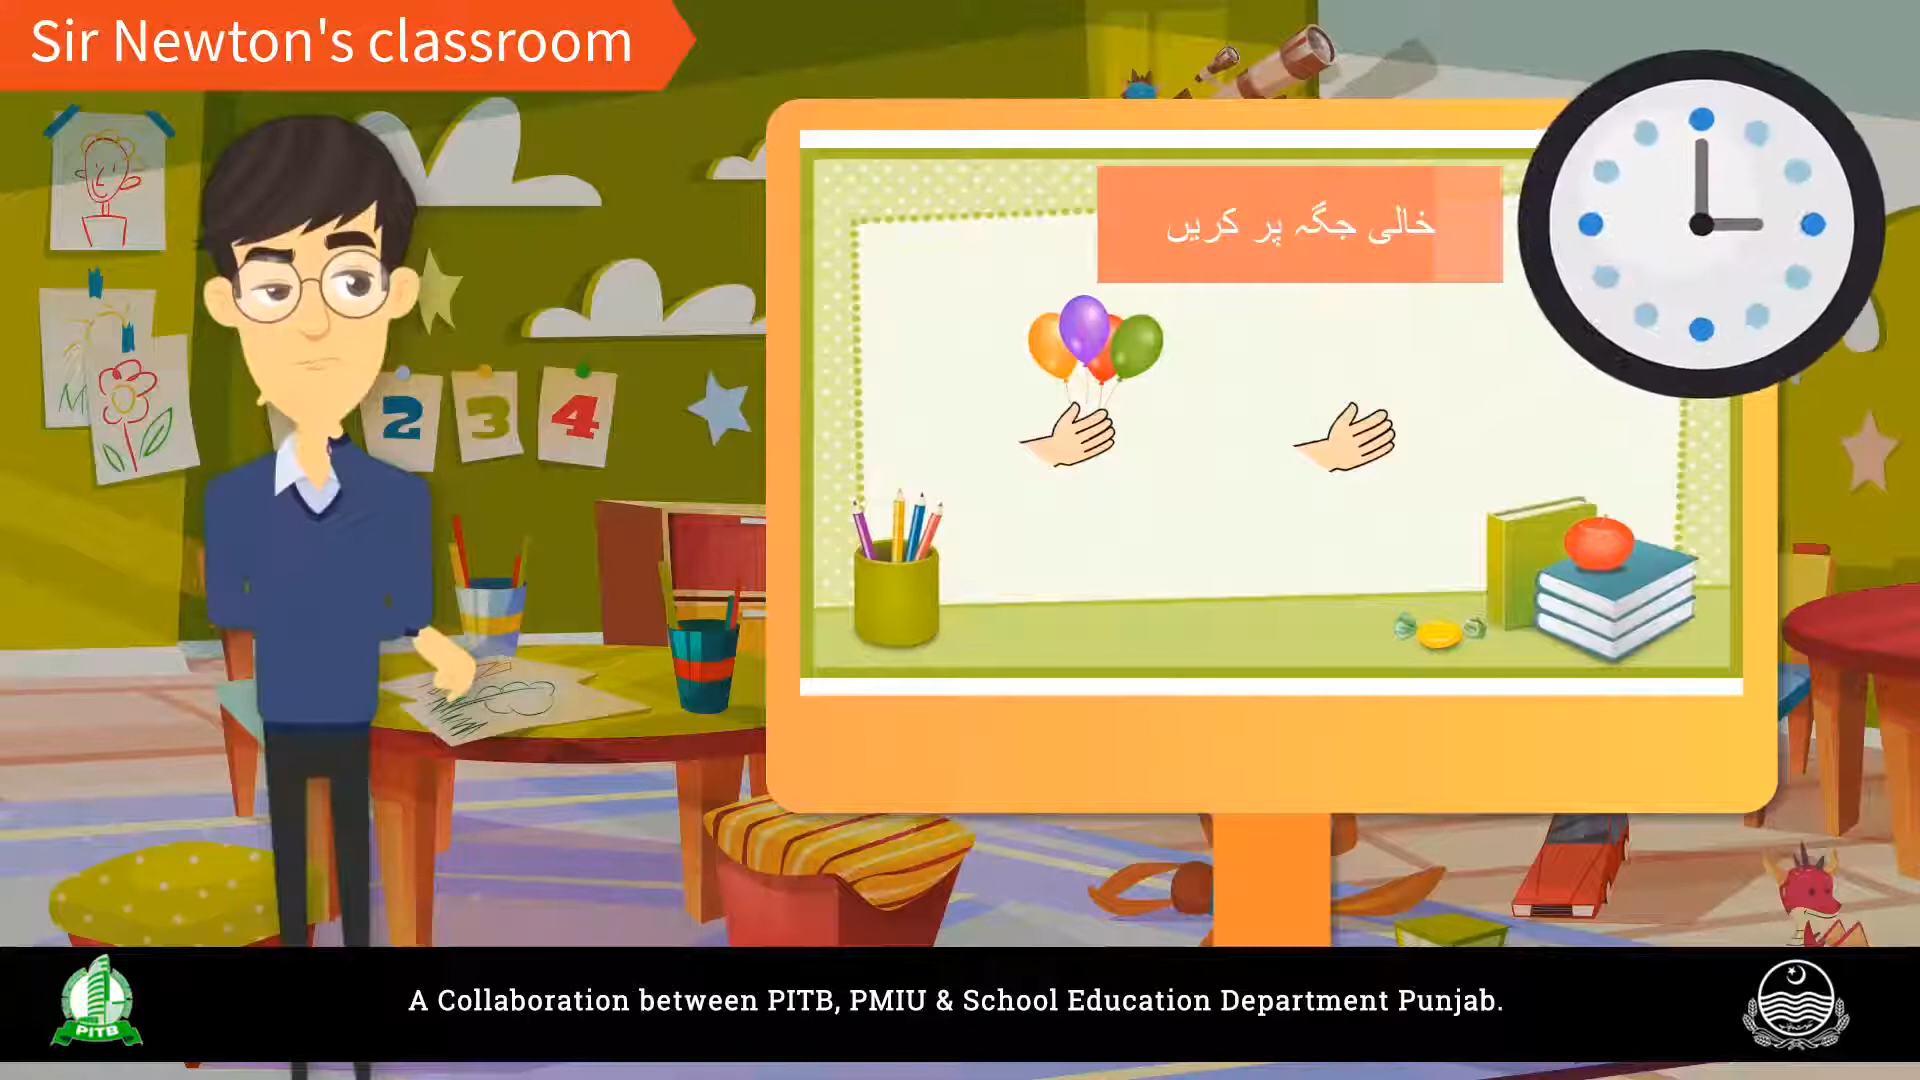 Sir Newton's classroom
خالی جگہ پر کریں
2
3
4
A Collaboration between PITB, PMIU & School Education Department Punjab.
PITB